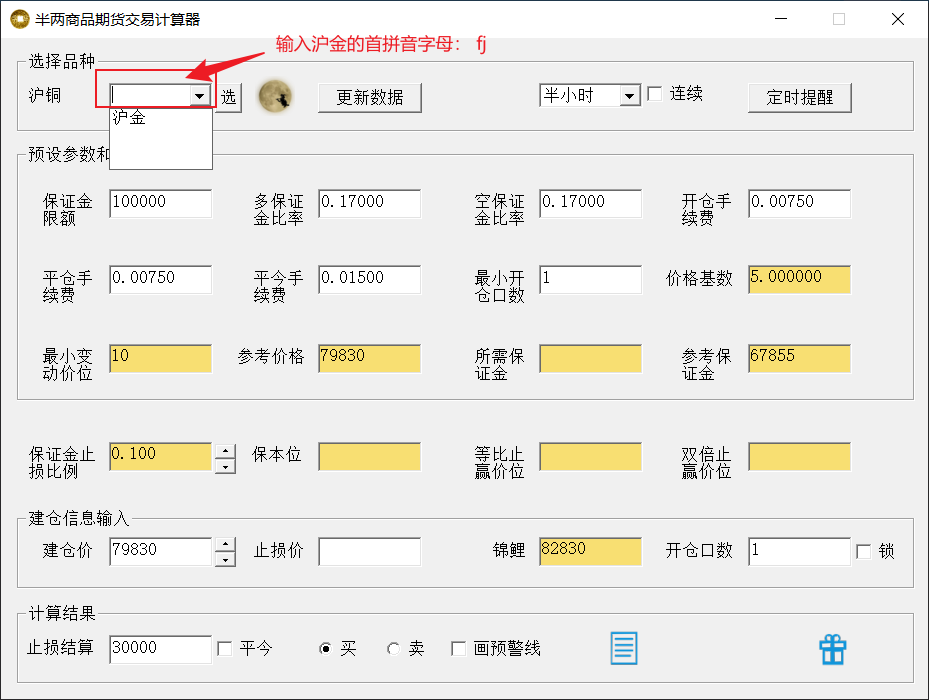 半两商品期货交易计算器
输入沪金的首拼音字母： fj
选择品种
沪铜
选
更新数据
半小时
连续
定时提醒
沪金
预设参数和
保证金限额
100000
多保证金比率
0.17000
空保证金比率
0.17000
开仓手续费
0.00750
平仓手续费
0.00750
平今手续费
0.01500
最小开仓口数
1
价格基数
5.000000
最小变动价位
10
参考价格
79830
所需保证金
参考保证金
67855
保证金止损比例
0.100
保本位
等比止赢价位
双倍止赢价位
建仓信息输入
建仓价
79830
止损价
锦鲤
82830
开仓口数
1
锁
计算结果
止损结算
30000
平今
买
卖
画预警线